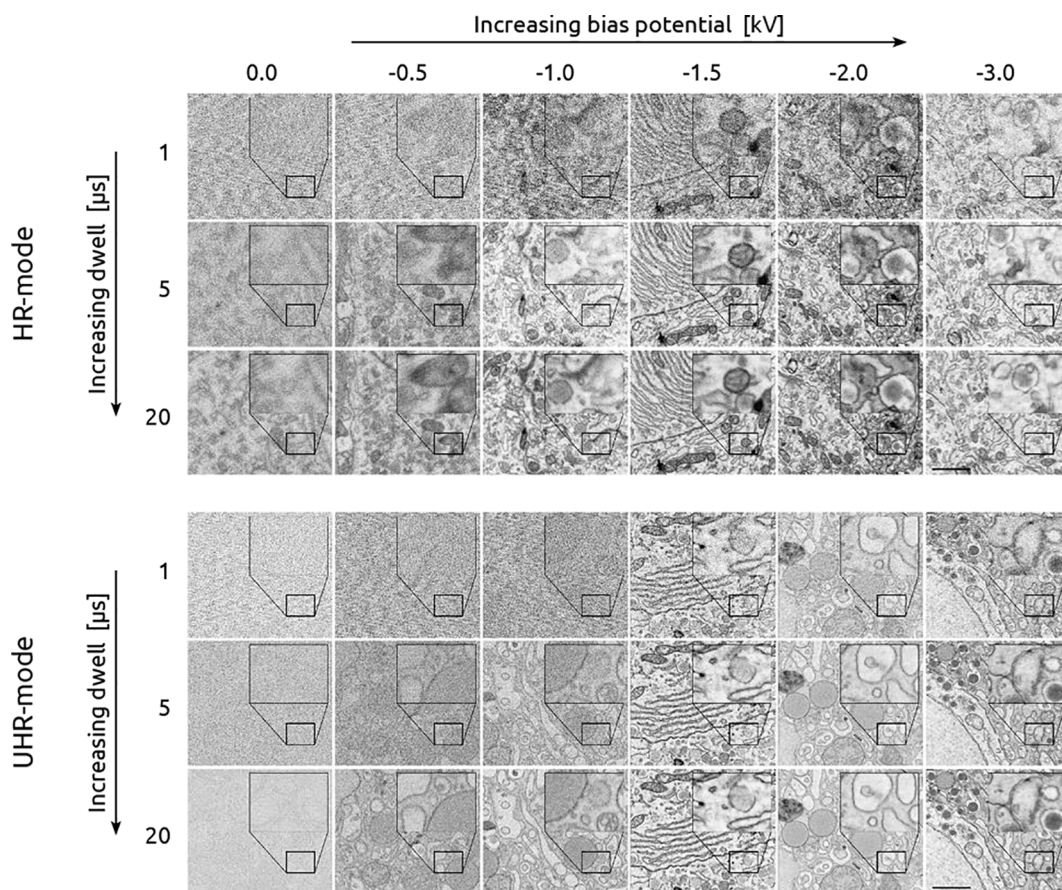 Increasing bias potential [kV]
0.0 -0.5 -1.0 -1.5 -2.0 -3.0
HR-mode
Increasing dwell [µs]
1
5
20
UHR-mode
Increasing dwell [µs]
1
5
20